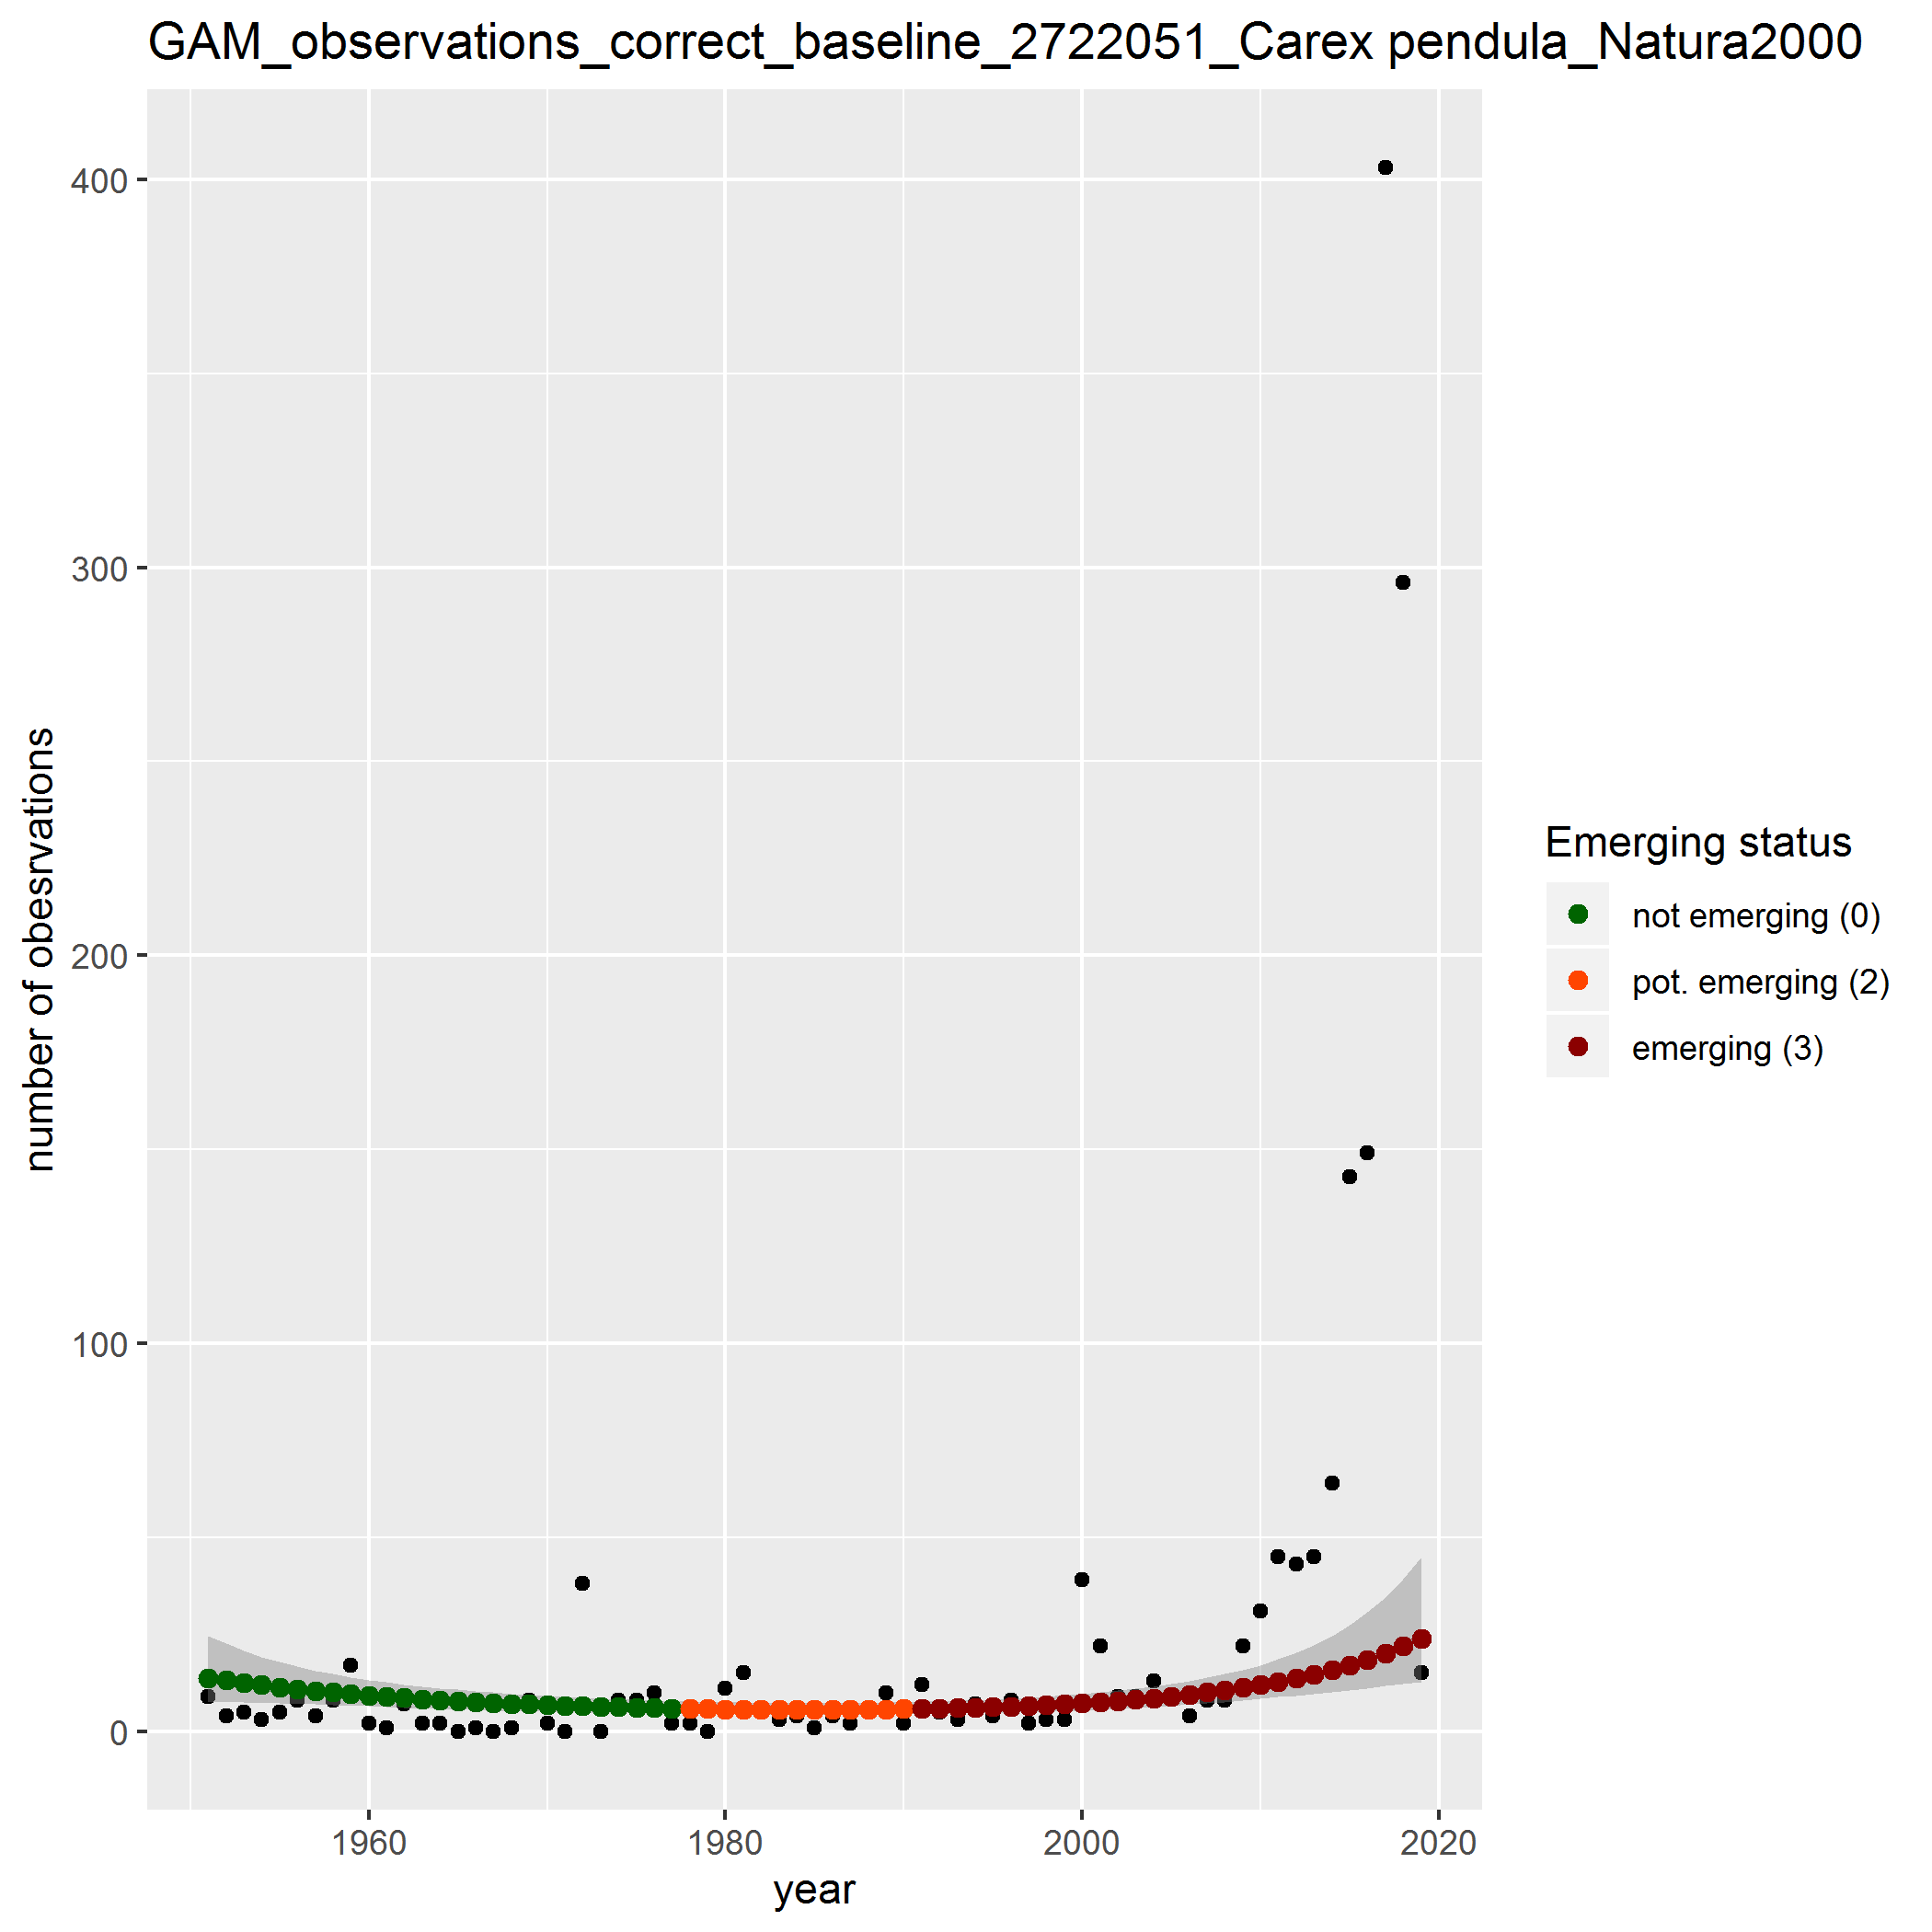 GAM_observations_correct_baseline_2722051_Carex pendula_Natura2000
number of obesrvations
400
300
200
100
0
1960
1980
2000
2020
year
Emerging status
not emerging (0)
pot. emerging (2)
emerging (3)